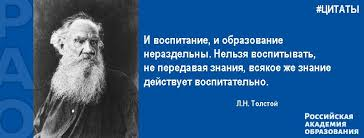 #ЦИТАТЫ
РАО
И воспитание, и образование
нераздельны. Нельзя воспитывать,
не передавая знания, всякое же знание
действует воспитательно.
Л.Н. Толстой
РОССИЙСКАЯ
АКАДЕМИЯ
ОБРАЗОВАНИЯ